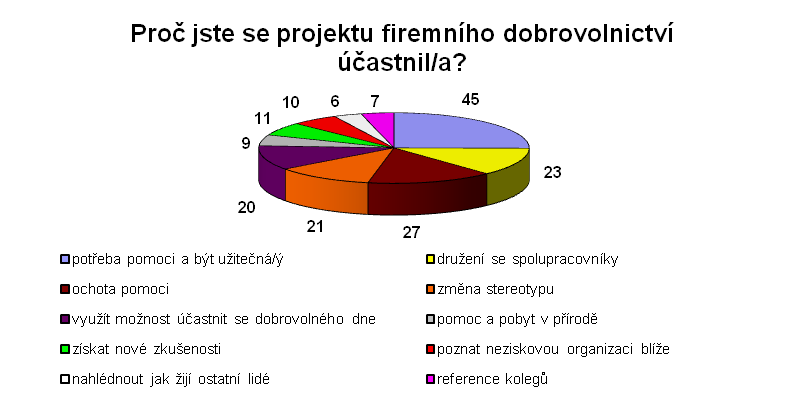 Proč jste se projektu firemního dobrovolnictví
účastnil/a?
45
23
27
21
20
9
11
10
6
7
potřeba pomoci a být užitečná/ý
družení se spolupracovníky
ochota pomoci
změna stereotypu
využít možnost účastnit se dobrovolného dne
pomoc a pobyt v přírodě
získat nové zkušenosti
poznat neziskovou organizaci blíže
nahlédnout jak žijí ostatní lidé
reference kolegů